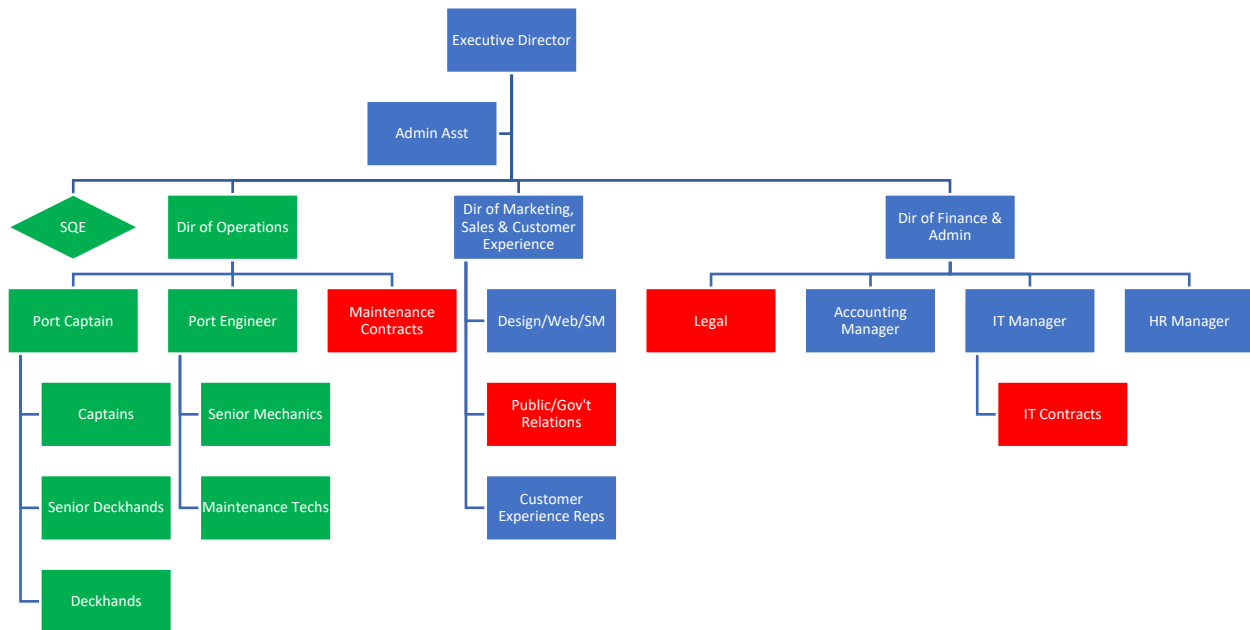 Executive Director
Admin Asst
SQE
Dir of Operations
Dir of Marketing,
Sales & Customer
Experience
Dir of Finance &
Admin
Port Captain
Port Engineer
Maintenance
Contracts
Design/Web/SM
Legal
Accounting
Manager
IT Manager
HR Manager
Captains
Senior Mechanics
Public/Gov't
Relations
IT Contracts
Senior Deckhands
Maintenance Techs
Customer
Experience Reps
Deckhands